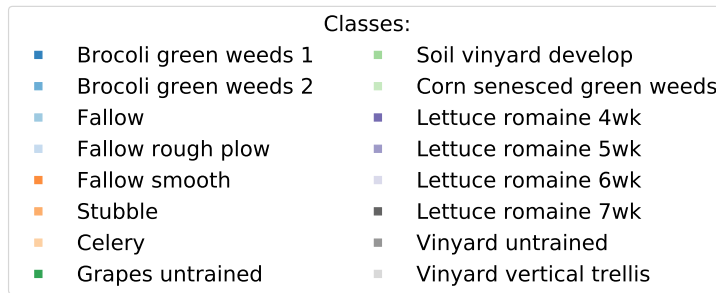 Classes:
Brocoli green weeds 1
Brocoli green weeds 2
Fallow
Fallow rough plow
Fallow smooth
Stubble
Celery
Grapes untrained
Soil vinyard develop
Corn senesced green weeds
Lettuce romaine 4wk
Lettuce romaine 5wk
Lettuce romaine 6wk
Lettuce romaine 7wk
Vinyard untrained
Vinyard vertical trellis